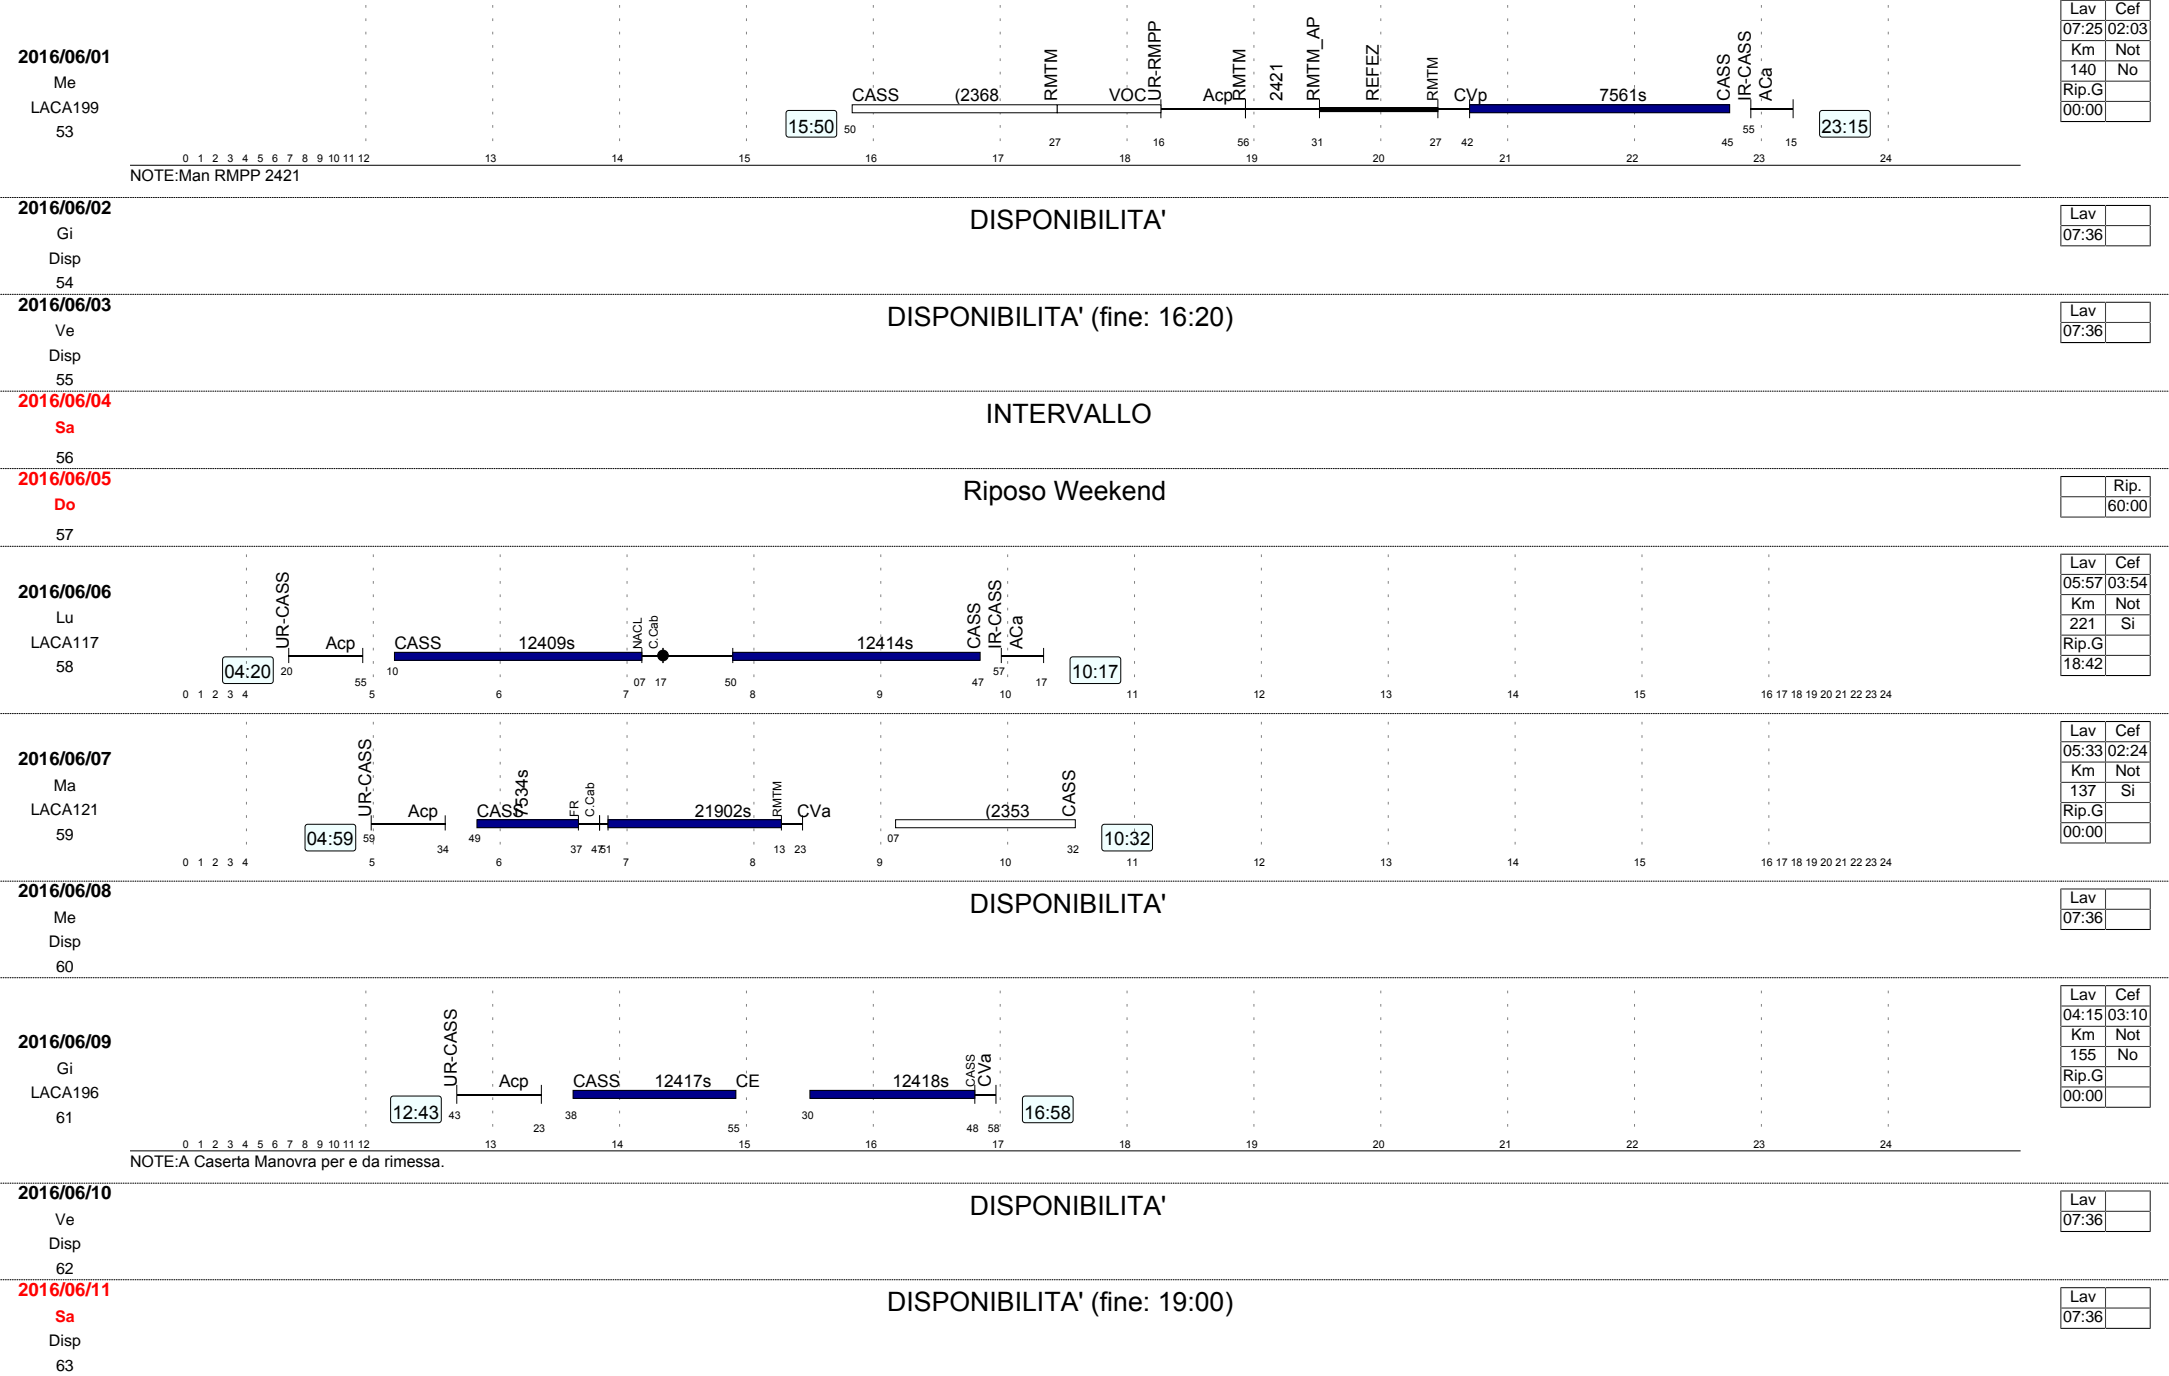 2016/06/01
Me
LACA199
53
15:50
CASS (2368 RMTM VOC UR-RMPP Acp RMTM 2421 RMTM_AP REFEZ RMTM CVp 7561s CASS IR-CASS ACa
50 27 16 56 31 27 42 45 55 15
23:15
0 1 2 3 4 5 6 7 8 9 10 11 12 13 14 15 16 17 18 19 20 21 22 23 24
NOTE:Man RMPP 2421
Lav Cef
07:25 02:03
Km Not
140 No
Rip.G
00:00
2016/06/02
Gi
Disp
54
DISPONIBILITA'
Lav
07:36
2016/06/03
Ve
Disp
55
DISPONIBILITA' (fine: 16:20)
Lav
07:36
2016/06/04
Sa
56
INTERVALLO
2016/06/05
Do
57
Riposo Weekend
Rip.
60:00
2016/06/06
Lu
LACA117
58
04:20
UR-CASS Acp CASS 12409s NACL C.Cab 12414s CASS IR-CASS ACa
20 55 10 07 17 50 47 57 17
10:17
0 1 2 3 4 5 6 7 8 9 10 11 12 13 14 15 16 17 18 19 20 21 22 23 24
Lav Cef
05:57 03:54
Km Not
221 Si
Rip.G
18:42
2016/06/07
Ma
LACA121
59
04:59
UR-CASS Acp CASS 7534s FR C.Cab 21902s RMTM CVa (2353 CASS
59 34 49 37 47 51 13 23 07 32
10:32
0 1 2 3 4 5 6 7 8 9 10 11 12 13 14 15 16 17 18 19 20 21 22 23 24
Lav Cef
05:33 02:24
Km Not
137 Si
Rip.G
00:00
2016/06/08
Me
Disp
60
DISPONIBILITA'
Lav
07:36
2016/06/09
Gi
LACA196
61
12:43
UR-CASS Acp CASS 12417s CE 12418s CASS CVa
43 23 38 55 30 48 58
16:58
0 1 2 3 4 5 6 7 8 9 10 11 12 13 14 15 16 17 18 19 20 21 22 23 24
NOTE:A Caserta Manovra per e da rimessa.
Lav Cef
04:15 03:10
Km Not
155 No
Rip.G
00:00
2016/06/10
Ve
Disp
62
DISPONIBILITA'
Lav
07:36
2016/06/11
Sa
Disp
63
DISPONIBILITA' (fine: 19:00)
Lav
07:36